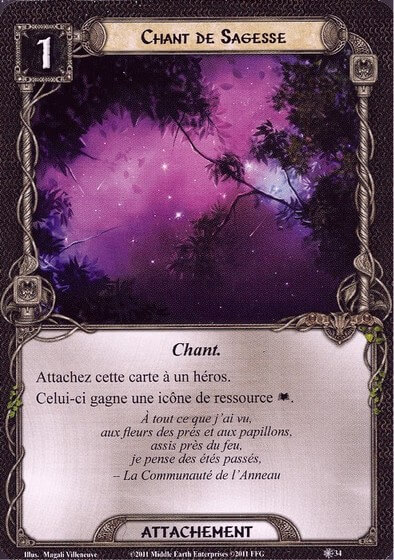 1
CHANT DE SAGESSE
Chant.
Attachez cette carte à un héros.
Celui-ci gagne une icône de ressource .
À tout ce que j'ai vu,
aux fleurs des prés et aux papillons,
assis près du feu,
je pense des étés passés,
– La Communauté de l'Anneau
ATTACHEMENT
Illus. Magali Villeneuve ©2011 Middle Earth Enterprises ©2011 FFG 34